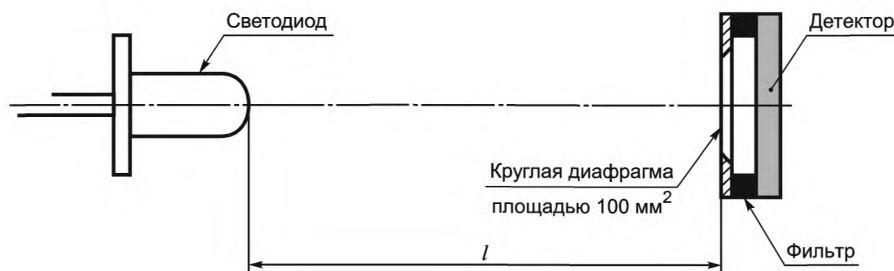 Светодиод
Детектор
Круглая диафрагма
площадью 100 мм²
l
Фильтр